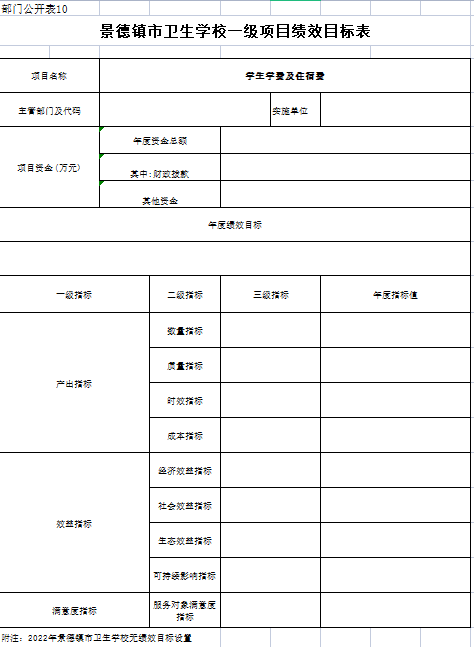 部门公开表10
景德镇市卫生学校一级项目绩效目标表
项目名称 学生学费及住宿费
主管部门及代码 实施单位
项目资金(万元) 年度资金总额
其中:财政拨款
其他资金
年度绩效目标
一级指标 二级指标 三级指标 年度指标值
产出指标 数量指标
质量指标
时效指标
成本指标
效益指标 经济效益指标
社会效益指标
生态效益指标
可持续影响指标
满意度指标 服务对象满意度
指标
附注：2022年景德镇市卫生学校无绩效目标设置